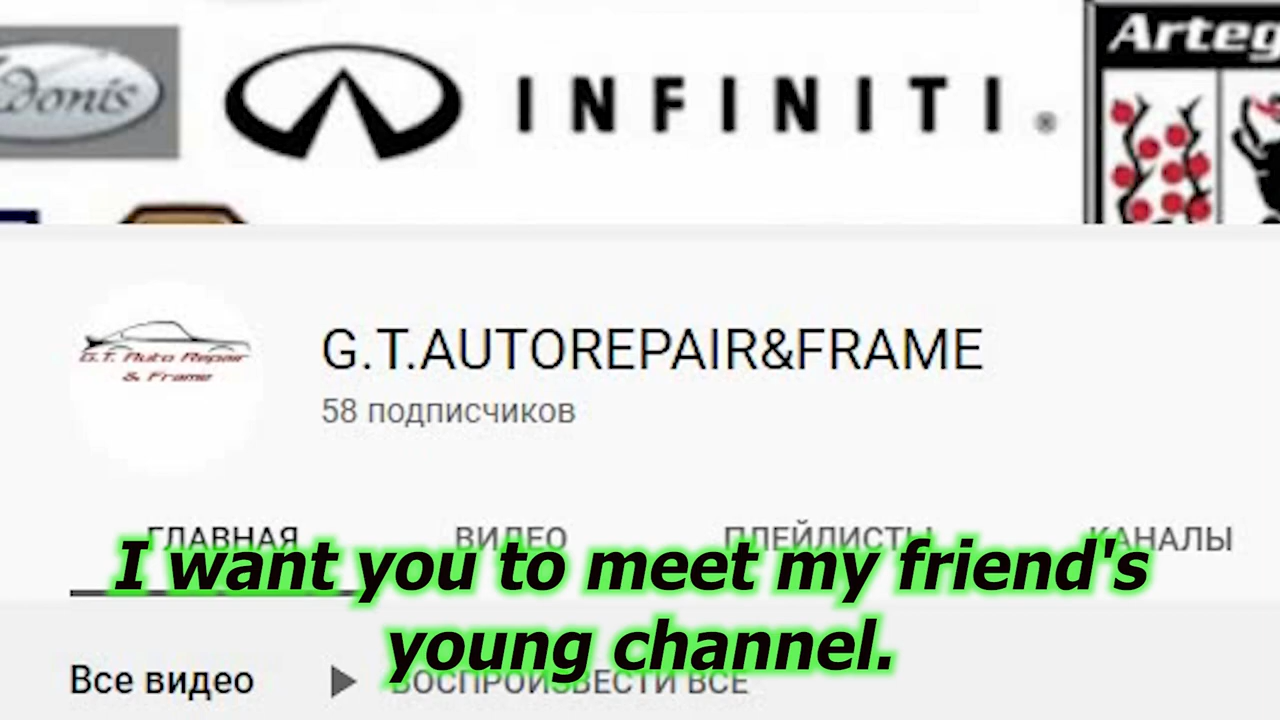 donis
INFINITI®
Arteg
G.T. Auto Repair
& Frame
G.T.AUTOREPAIR&FRAME
58 подписчиков
ГЛАВНАЯ ВИДЕО ПЛЕЙЛИСТЫ КАНАЛЫ
I want you to meet my friend's
young channel.
Все видео ВОСПРОИЗВЕСТИ ВСЕ